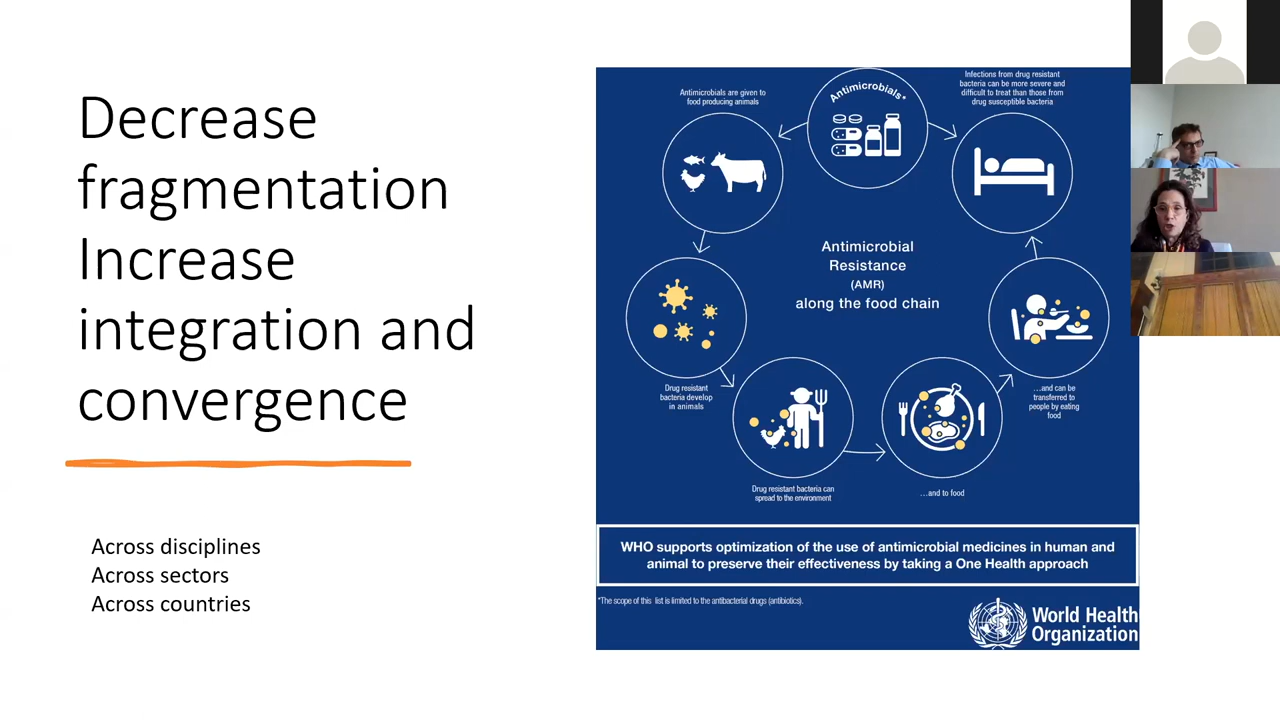 Decrease
fragmentation
Increase
integration and
convergence
Across disciplines
Across sectors
Across countries
Antimicrobials*
Antimicrobials are given to
food producing animals
Infections from drug resistant
bacteria can be more severe and
difficult to treat than those from
drug susceptible bacteria
Antimicrobial
Resistance
(AMR)
along the food chain
Drug resistant
bacteria develop
in animals
Drug resistant bacteria can
spread to the environment
...and to food
...and can be
transferred to
people by eating
food
WHO supports optimization of the use of antimicrobial medicines in human and
animal to preserve their effectiveness by taking a One Health approach
*The scope of this list is limited to the antibacterial drugs (antibiotics).
World Health
Organization